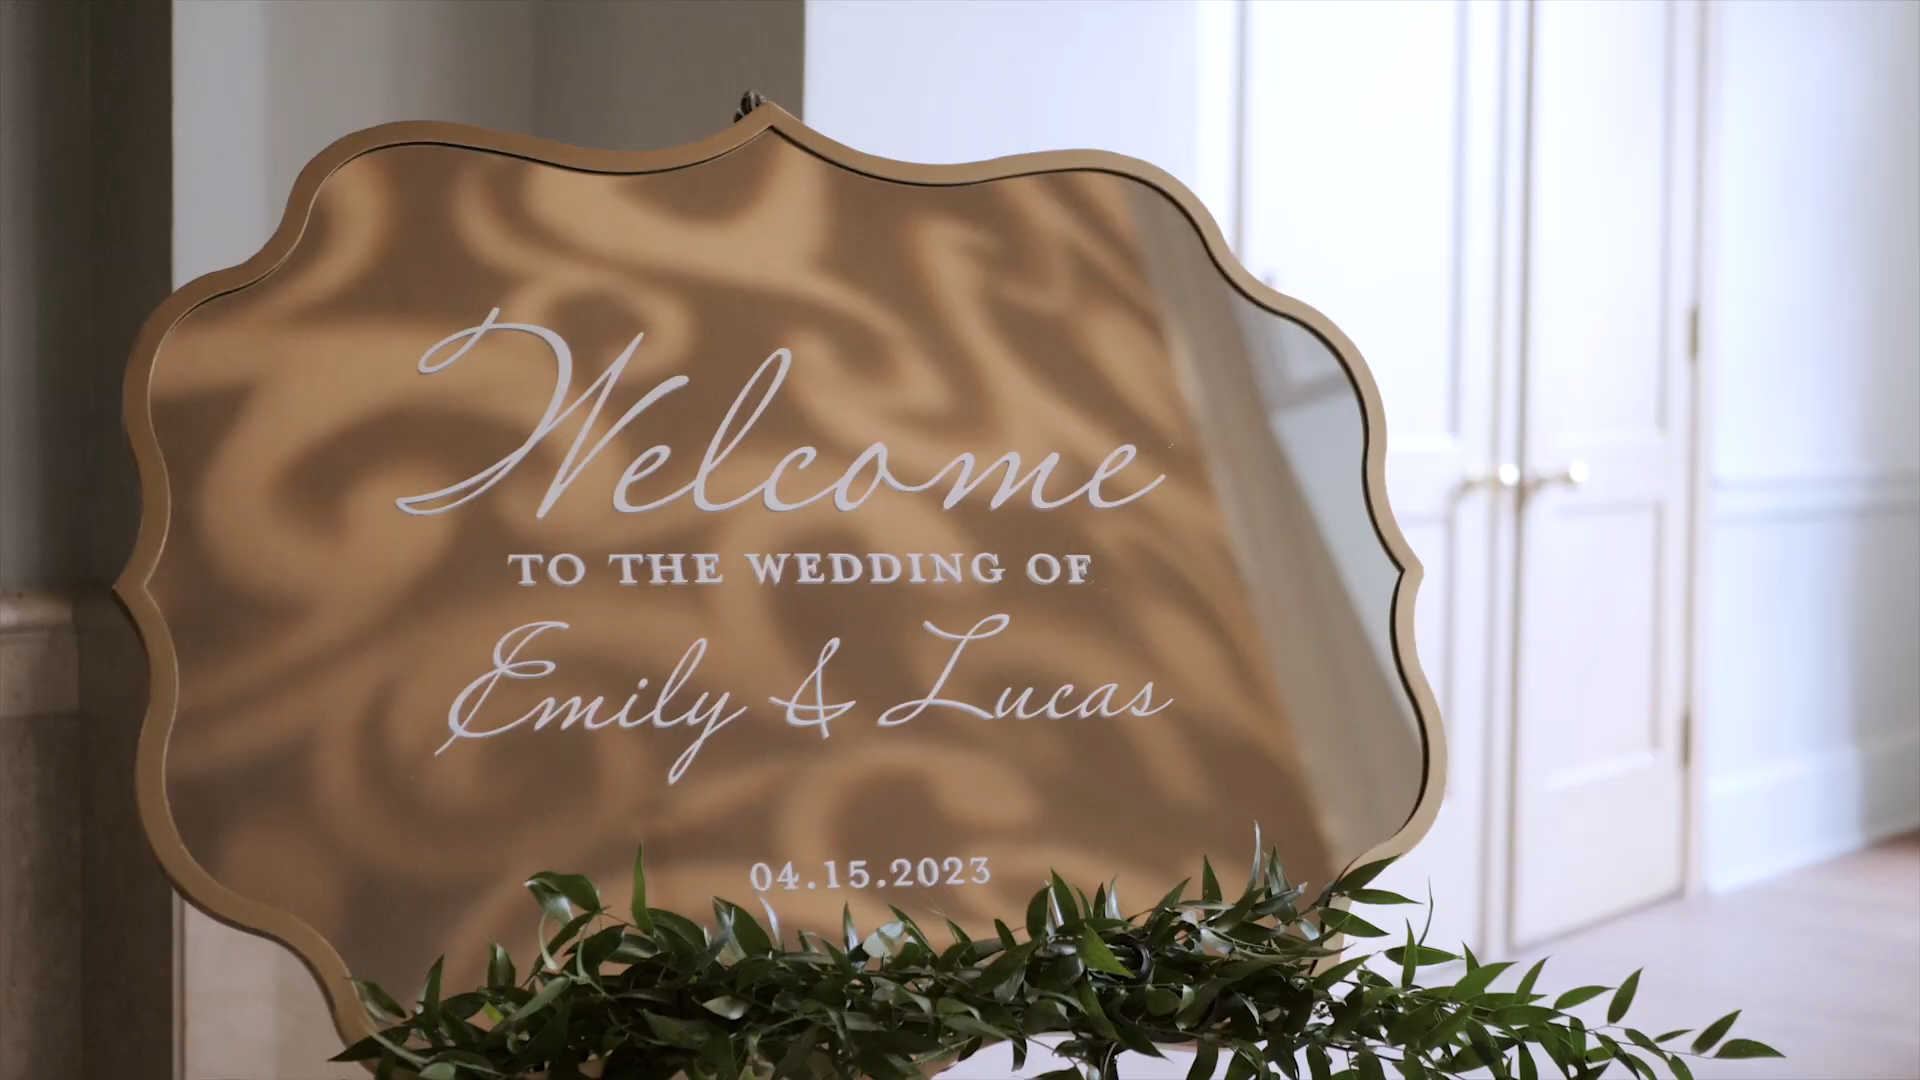 Welcome
TO THE WEDDING OF
Emily & Lucas
04.15.2023